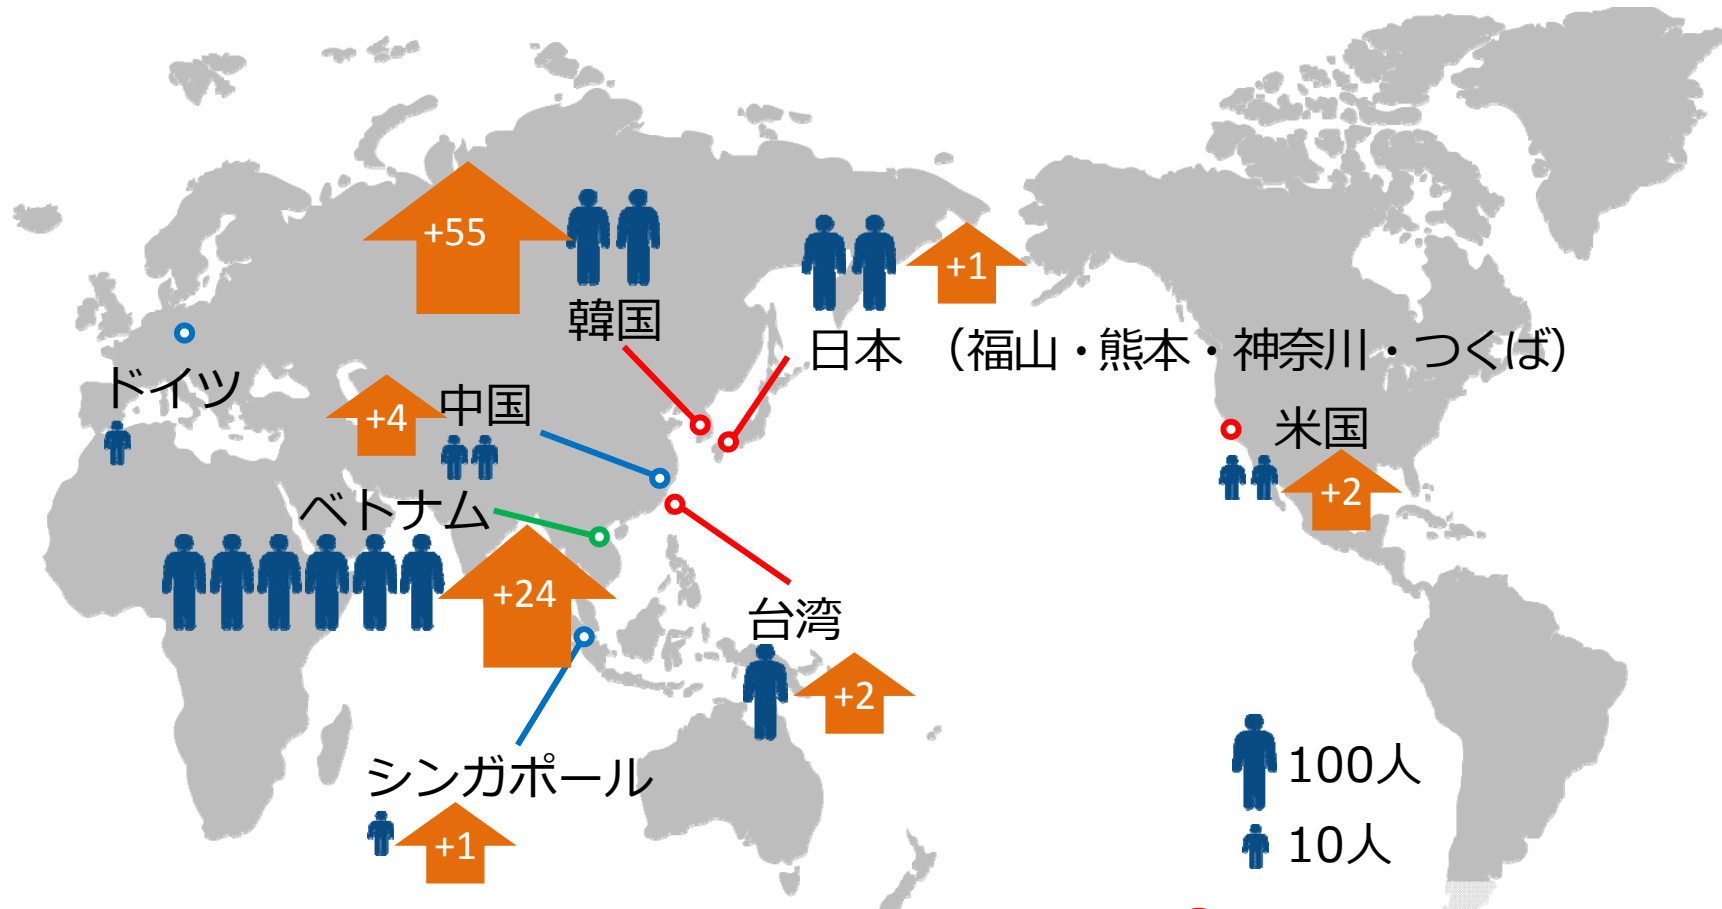 +55
韓国
+1
日本 （福山・熊本・神奈川・つくば）
ドイツ
+4
中国
米国
+2
ベトナム
+24
台湾
+2
シンガポール
+1
100人
10人